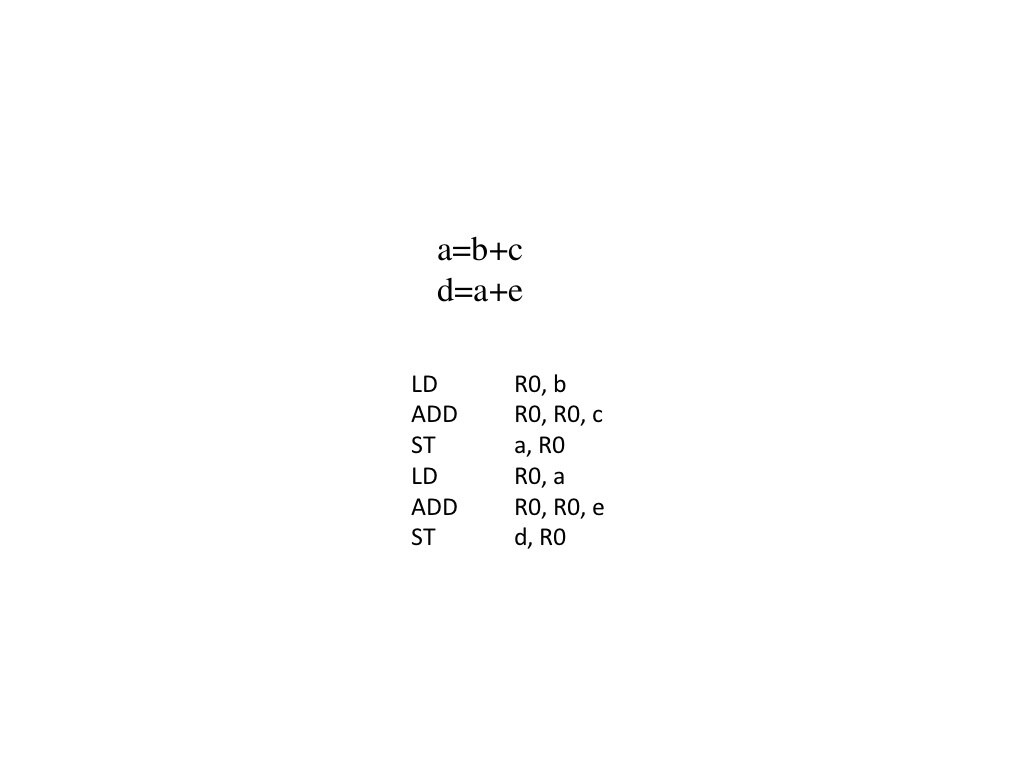 a=b+c
d=a+e
LD R0, b
ADD R0, R0, c
ST a, R0
LD R0, a
ADD R0, R0, e
ST d, R0